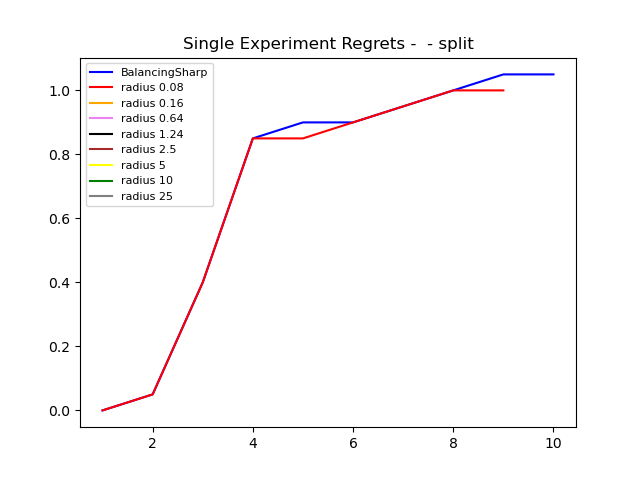 Single Experiment Regrets -  - split
BalancingSharp
radius 0.08
radius 0.16
radius 0.64
radius 1.24
radius 2.5
radius 5
radius 10
radius 25
1.0
0.8
0.6
0.4
0.2
0.0
2 4 6 8 10